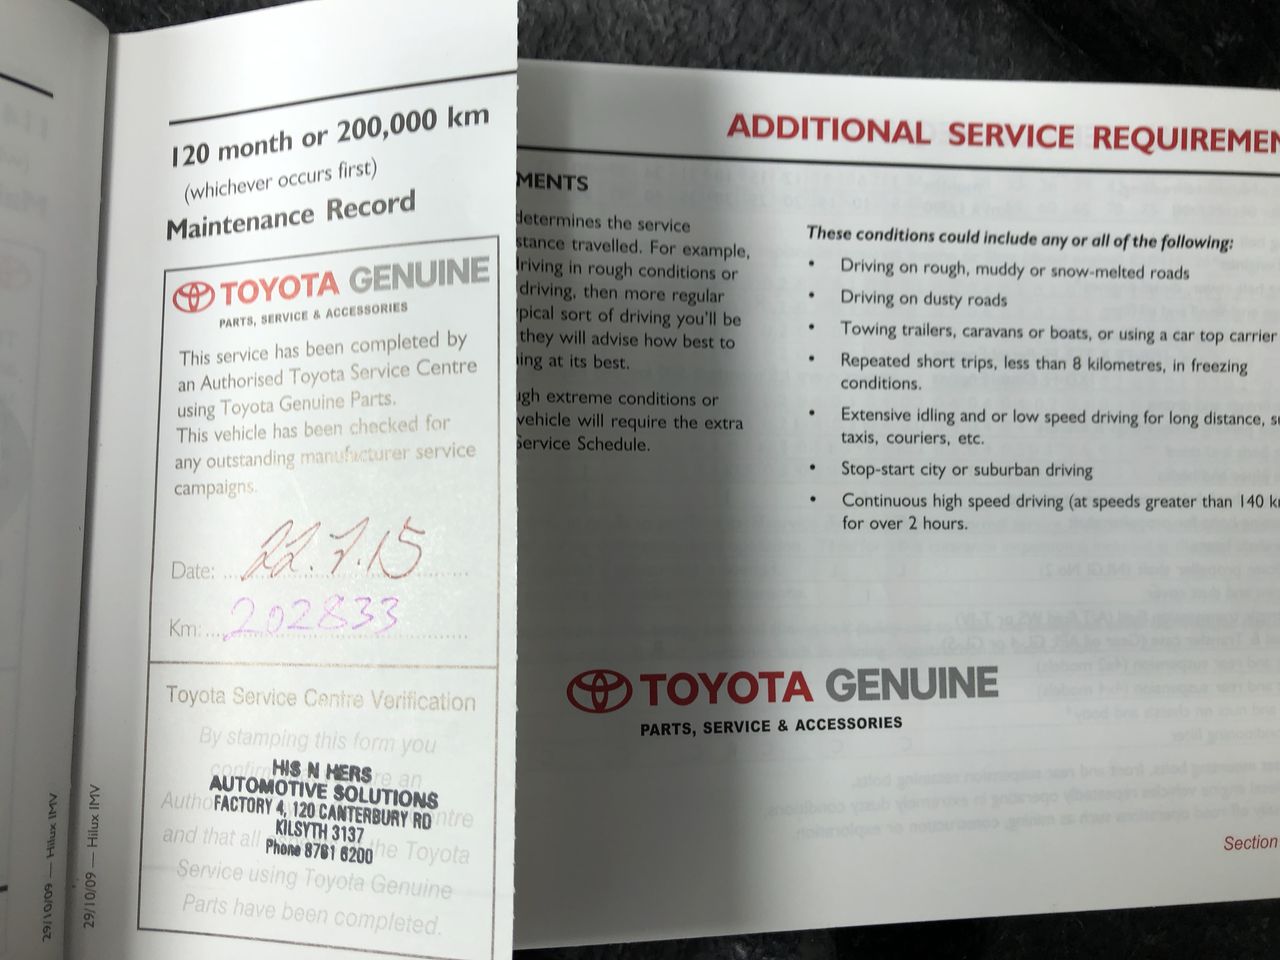 120 month or 200,000 km
(whichever occurs first)
Maintenance Record
TOYOTA GENUINE
PARTS, SERVICE & ACCESSORIES
This service has been completed by
an Authorised Toyota Service Centre
using Toyota Genuine Parts.
This vehicle has been checked for
any outstanding manufacturer service
campaigns.
Date: 22.7.15
Km: 202833
Toyota Service Centre Verification
By stamping this form you
HIS N HERS
AUTOMOTIVE SOLUTIONS
FACTORY 4, 120 CANTERBURY RD
KILSYTH 3137
Phone 8761 6200
and that all the Toyota
Service using Toyota Genuine
Parts have been completed.
29/10/09 — Hilux IMV
29/10/09 — Hilux IMV
ADDITIONAL SERVICE REQUIREMEN
MENTS
determines the service
stance travelled. For example,
driving in rough conditions or
driving, then more regular
pical sort of driving you'll be
they will advise how best to
ing at its best.
ugh extreme conditions or
vehicle will require the extra
Service Schedule.
These conditions could include any or all of the following:
• Driving on rough, muddy or snow-melted roads
• Driving on dusty roads
• Towing trailers, caravans or boats, or using a car top carrier
• Repeated short trips, less than 8 kilometres, in freezing
conditions.
• Extensive idling and or low speed driving for long distance, su
taxis, couriers, etc.
• Stop-start city or suburban driving
• Continuous high speed driving (at speeds greater than 140 k
for over 2 hours.
TOYOTA GENUINE
PARTS, SERVICE & ACCESSORIES
Section